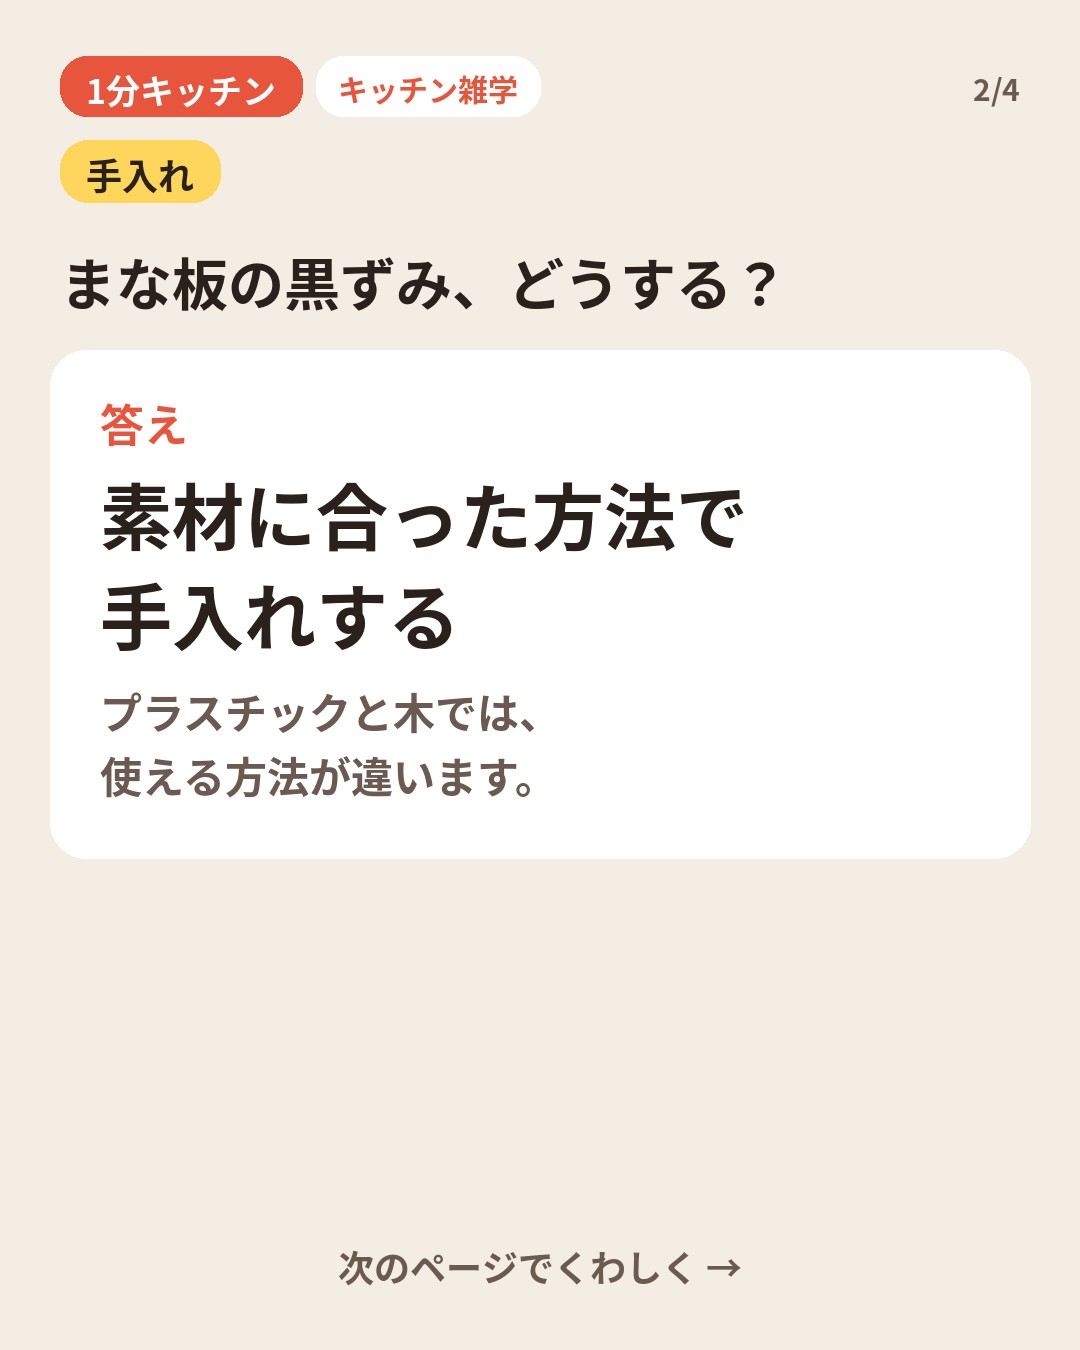 1分キッチン
キッチン雑学
2/4
手入れ
まな板の黒ずみ、どうする？
答え
素材に合った方法で
手入れする
プラスチックと木では、
使える方法が違います。
次のページでくわしく →